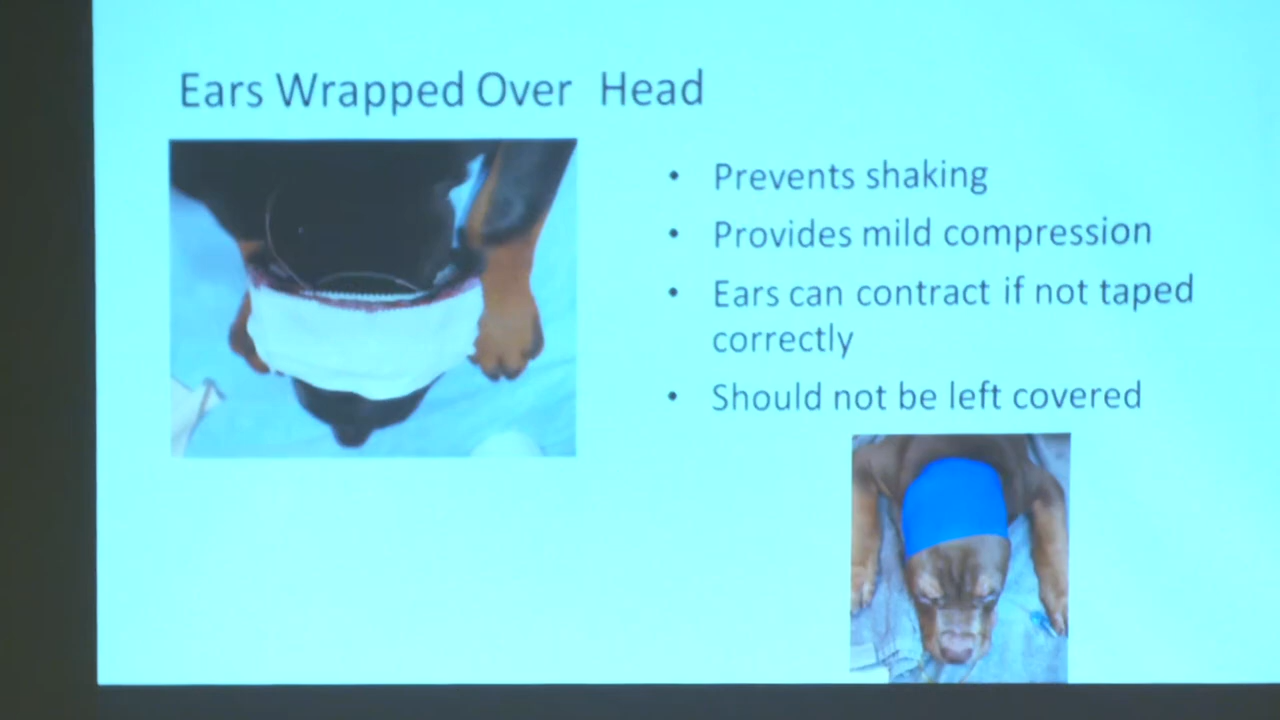 Ears Wrapped Over Head
• Prevents shaking
• Provides mild compression
• Ears can contract if not taped
correctly
• Should not be left covered